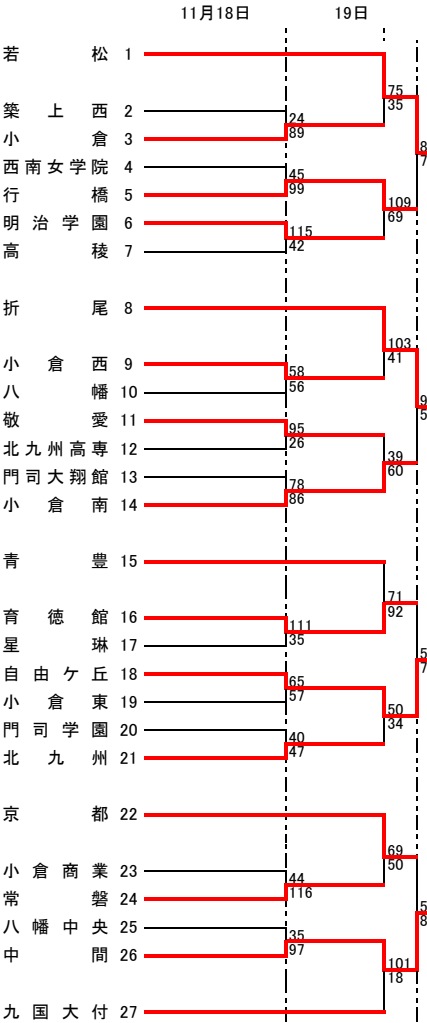 11月18日 19日
若松 1
75
35
築上西 2
24
8
小倉 3
89
7
西南女学院 4
45
行橋 5
99
109
明治学園 6
69
115
高稜 7
42
折尾 8
103
41
小倉西 9
58
八幡 10
56
9
敬愛 11
5
95
北九州高専 12
26
39
門司大翔館 13
60
78
小倉南 14
86
青豊 15
71
92
育徳館 16
111
星琳 17
35
5
自由ケ丘 18
7
65
小倉東 19
57
50
門司学園 20
34
40
北九州 21
47
京都 22
69
50
小倉商業 23
44
常磐 24
116
5
八幡中央 25
8
35
中間 26
97
101
18
九国大付 27